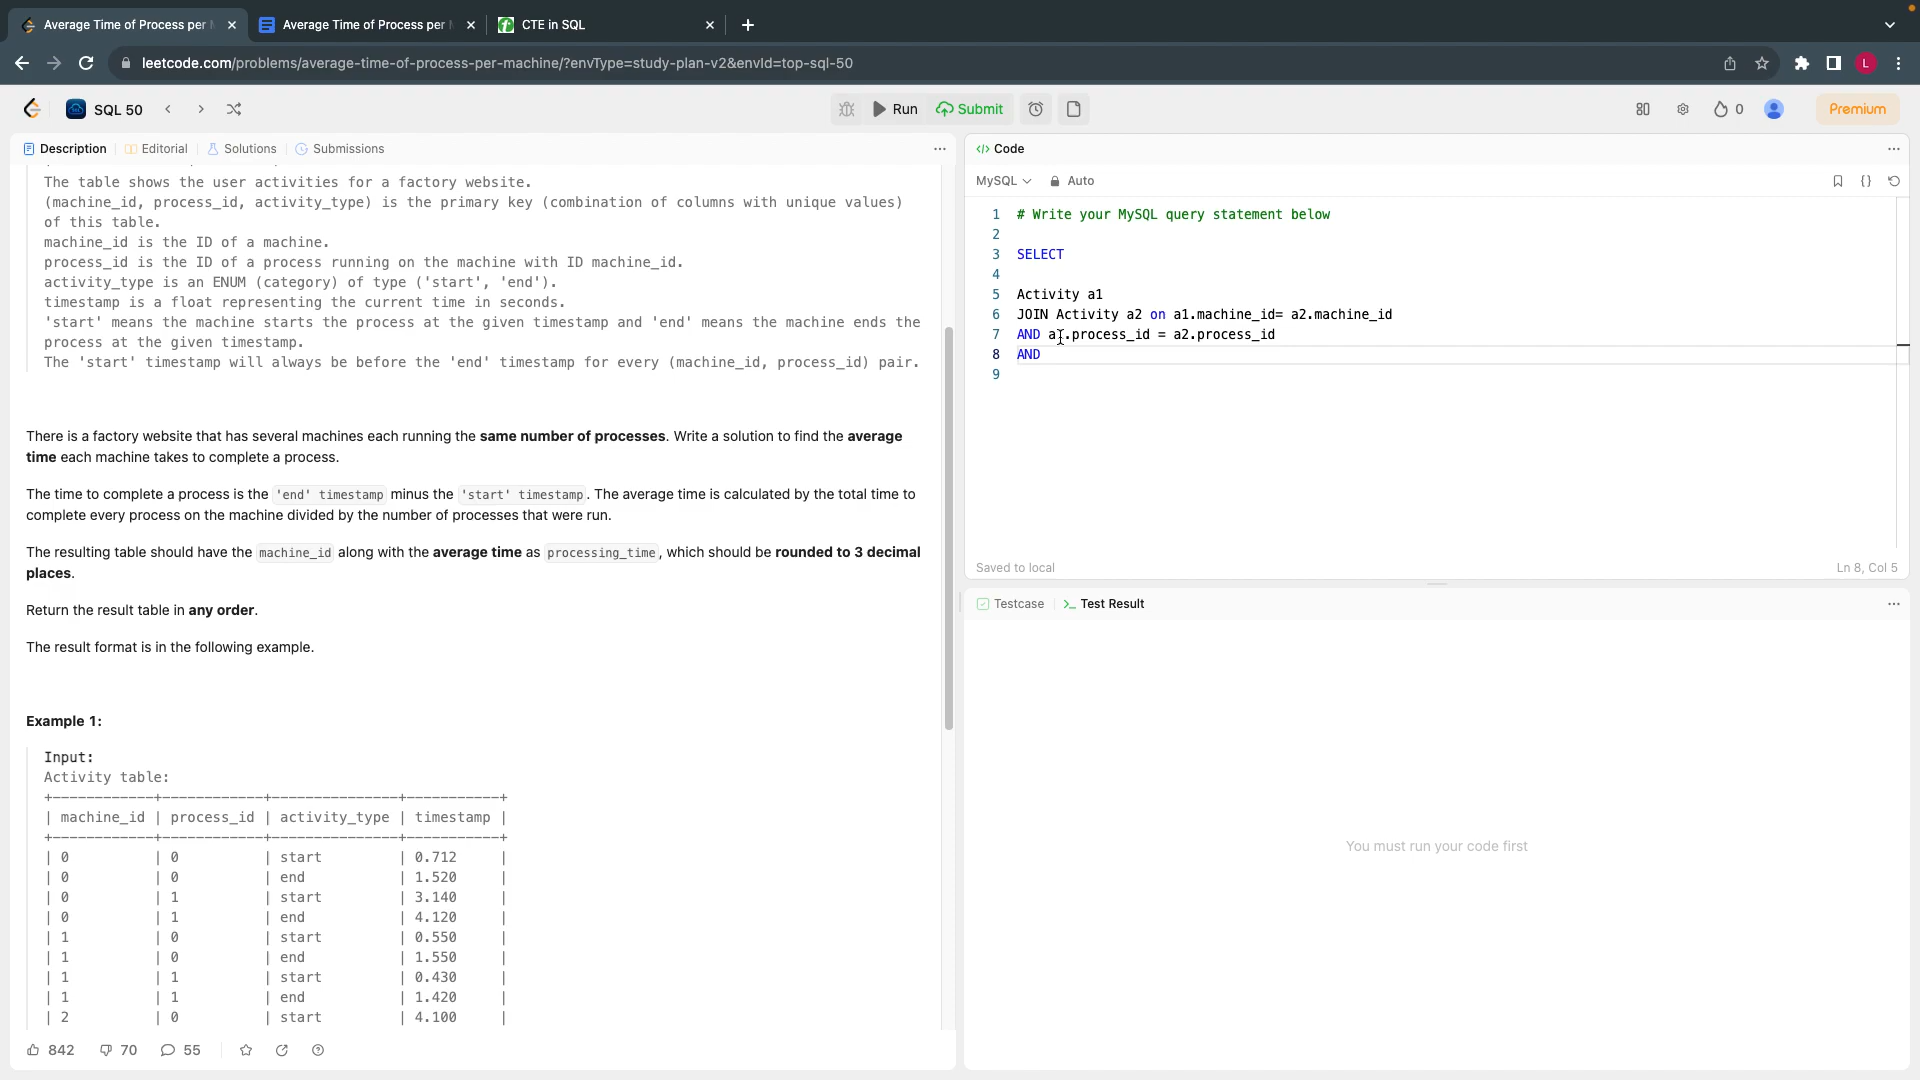 Average Time of Process per M
Average Time of Process per M
CTE in SQL
leetcode.com/problems/average-time-of-process-per-machine/?envType=study-plan-v2&envId=top-sql-50
L
SQL 50
Run
Submit
0
Premium
Description
Editorial
Solutions
Submissions
The table shows the user activities for a factory website.
(machine_id, process_id, activity_type) is the primary key (combination of columns with unique values)
of this table.
machine_id is the ID of a machine.
process_id is the ID of a process running on the machine with ID machine_id.
activity_type is an ENUM (category) of type ('start', 'end').
timestamp is a float representing the current time in seconds.
'start' means the machine starts the process at the given timestamp and 'end' means the machine ends the
process at the given timestamp.
The 'start' timestamp will always be before the 'end' timestamp for every (machine_id, process_id) pair.
There is a factory website that has several machines each running the same number of processes. Write a solution to find the average
time each machine takes to complete a process.
The time to complete a process is the 'end' timestamp minus the 'start' timestamp. The average time is calculated by the total time to
complete every process on the machine divided by the number of processes that were run.
The resulting table should have the machine_id along with the average time as processing_time, which should be rounded to 3 decimal
places.
Return the result table in any order.
The result format is in the following example.
Example 1:
Input:
Activity table:
+------------+------------+---------------+-----------+
| machine_id | process_id | activity_type | timestamp |
+------------+------------+---------------+-----------+
| 0 | 0 | start | 0.712 |
| 0 | 0 | end | 1.520 |
| 0 | 1 | start | 3.140 |
| 0 | 1 | end | 4.120 |
| 1 | 0 | start | 0.550 |
| 1 | 0 | end | 1.550 |
| 1 | 1 | start | 0.430 |
| 1 | 1 | end | 1.420 |
| 2 | 0 | start | 4.100 |
842
70
55
</> Code
MySQL
Auto
1 # Write your MySQL query statement below
2
3 SELECT
4
5 Activity a1
6 JOIN Activity a2 on a1.machine_id= a2.machine_id
7 AND a1.process_id = a2.process_id
8 AND
9
Saved to local
Ln 8, Col 5
Testcase
>_ Test Result
You must run your code first